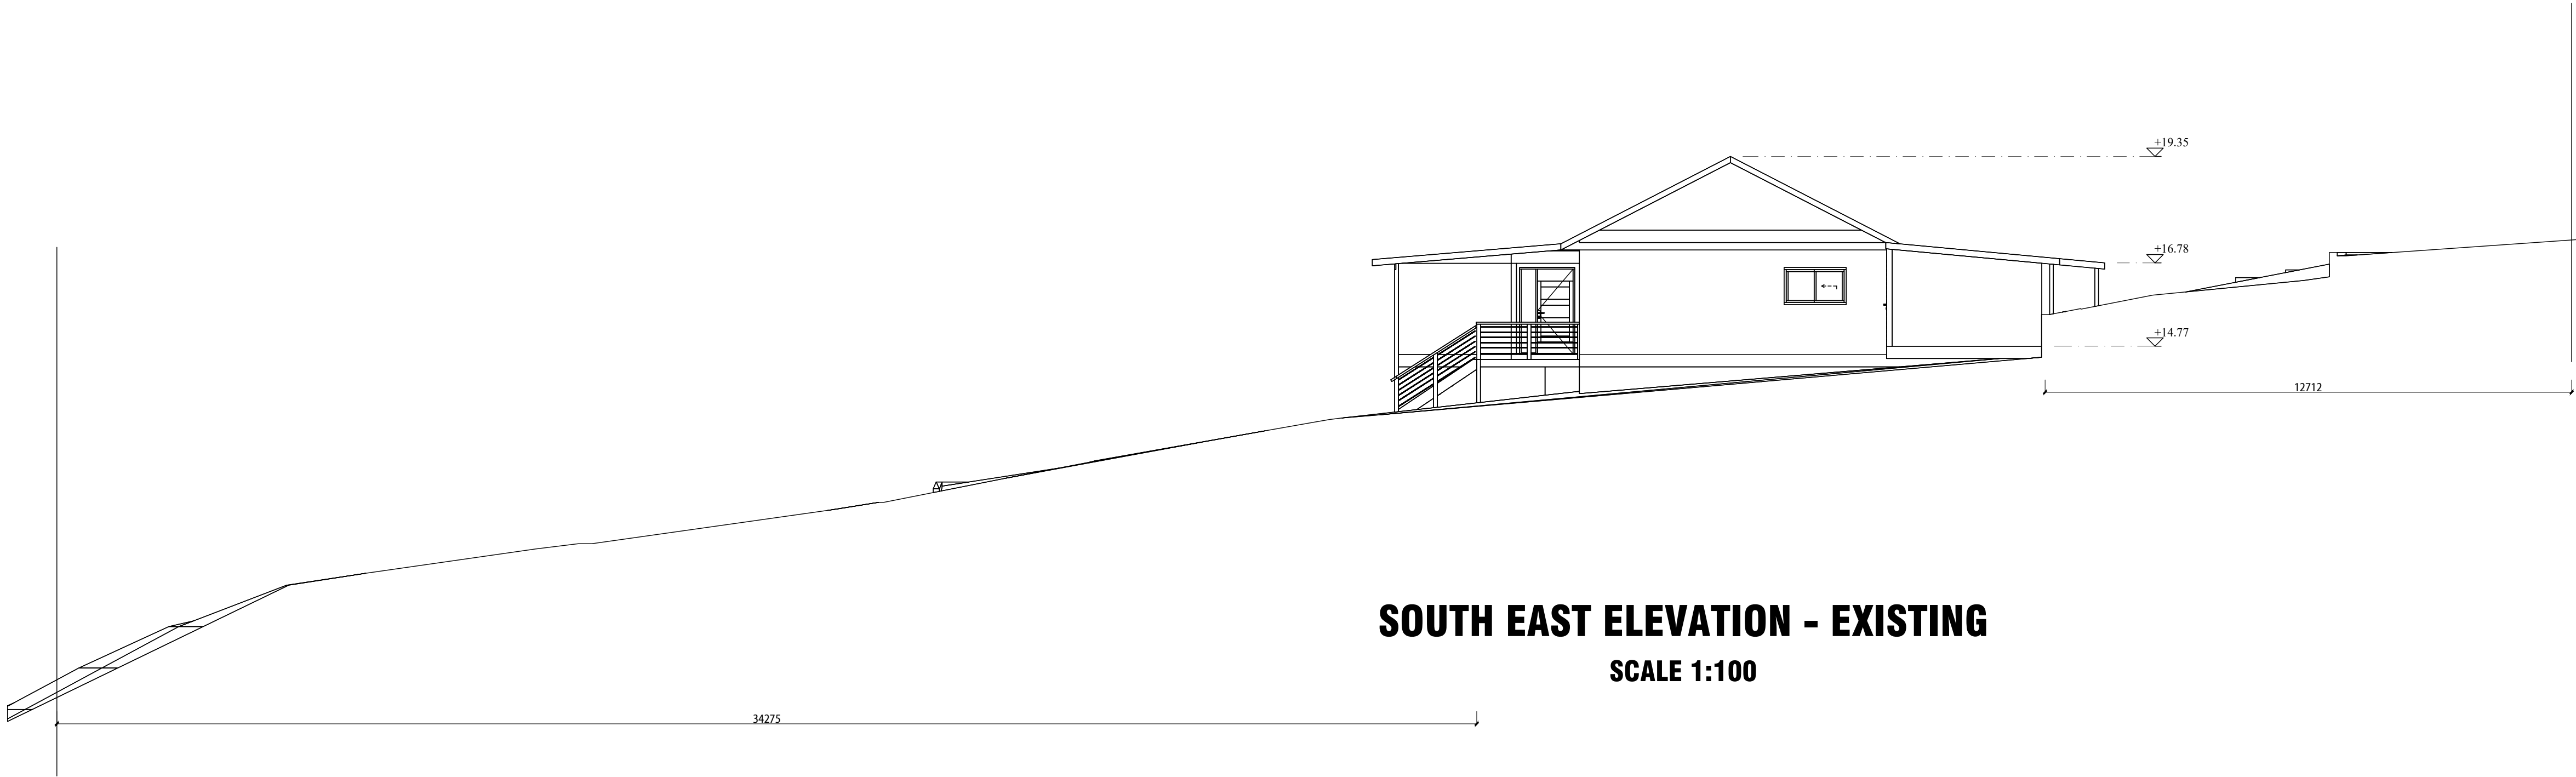 +19.35
+16.78
+14.77
12712
SOUTH EAST ELEVATION - EXISTING
SCALE 1:100
34275